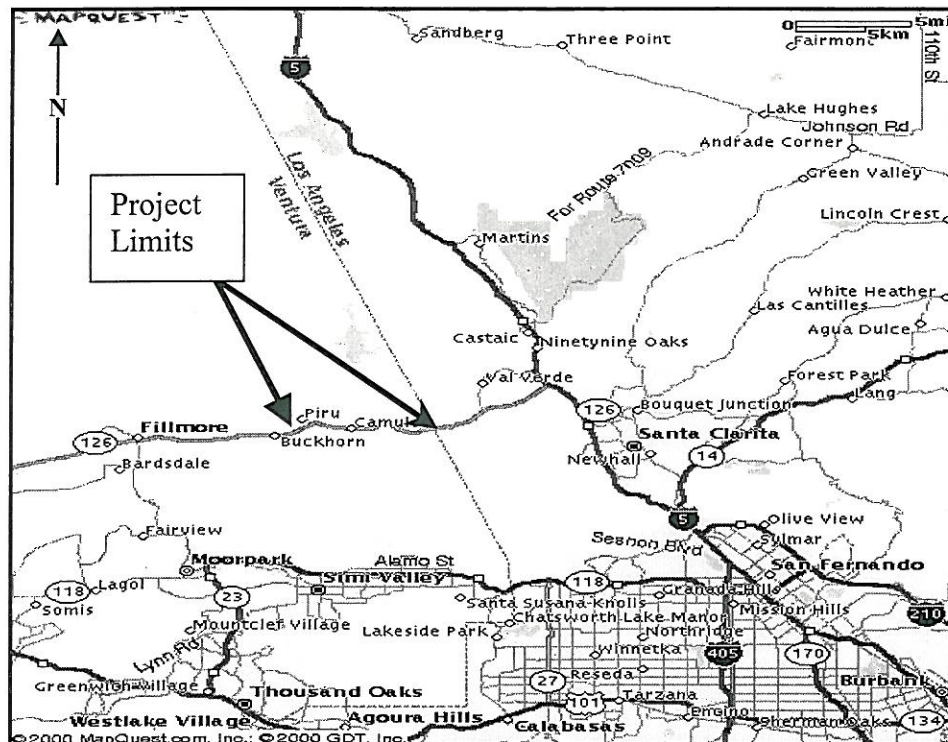 MAPQUEST
Sandberg
Three Point
0 5mi
5km
Fairmont
110th St
5
N
Lake Hughes
Johnson Rd
Andrade Corner
Green Valley
Los Angeles
Ventura
For Route 7N09
Project
Limits
Lincoln Crest
Martins
White Heather
Las Cantilles
Agua Dulce
Castaic
Ninetynine Oaks
Val Verde
Forest Park
Lang
126
Bouquet Junction
Piru
Camul
Fillmore
126
Buckhorn
Santa Clarita
14
Newhall
Bardsdale
5
Olive View
Sesnon Blvd
Sylmar
Fairview
Moorpark
Alamo St
San Fernando
Simi Valley
118
118
Lagol
23
Granada Hills
Somis
Santa Susana Knolls
Mission Hills
210
Chatsworth Lake Manor
Mountclef Village
Lakeside Park
Northridge
Lynn Rd
Winnetka
405
170
Reseda
27
Greenwich Village
Thousand Oaks
Burbank
101
Tarzana
Westlake Village
Agoura Hills
Calabasas
Encino
Sherman Oaks
134
©2000 MapQuest.com, Inc.; ©2000 GDT, Inc.